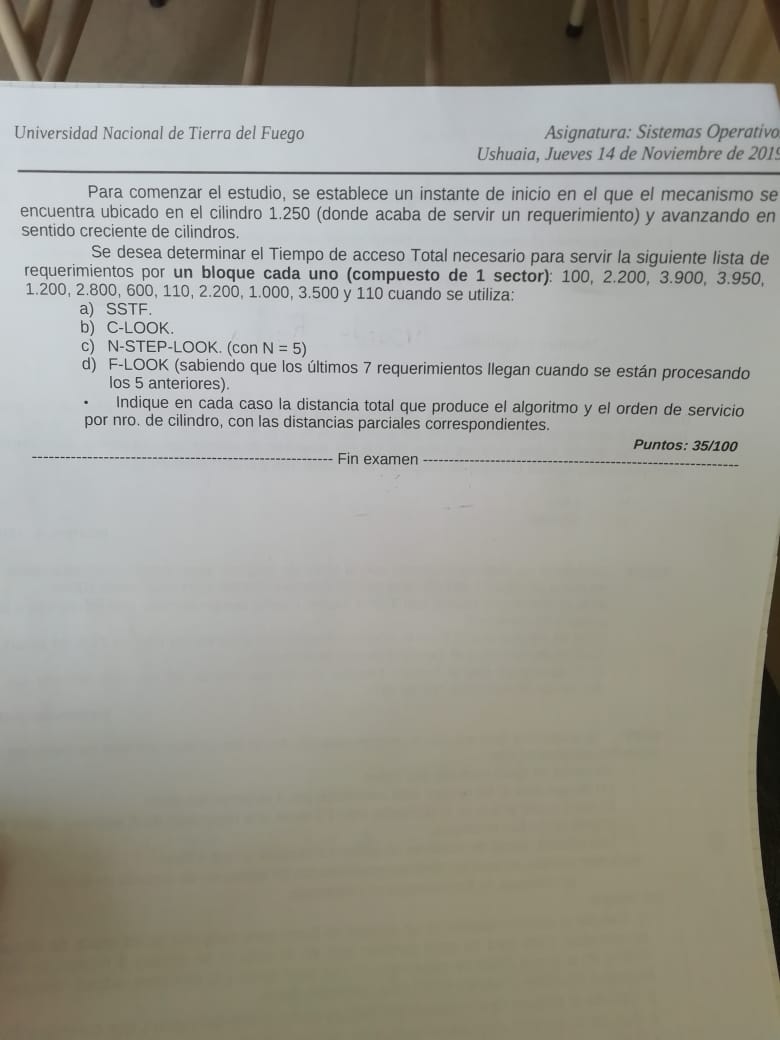 Universidad Nacional de Tierra del Fuego
Asignatura: Sistemas Operativo
Ushuaia, Jueves 14 de Noviembre de 2019
Para comenzar el estudio, se establece un instante de inicio en el que el mecanismo se
encuentra ubicado en el cilindro 1.250 (donde acaba de servir un requerimiento) y avanzando en
sentido creciente de cilindros.
Se desea determinar el Tiempo de acceso Total necesario para servir la siguiente lista de
requerimientos por un bloque cada uno (compuesto de 1 sector): 100, 2.200, 3.900, 3.950,
1.200, 2.800, 600, 110, 2.200, 1.000, 3.500 y 110 cuando se utiliza:
a) SSTF.
b) C-LOOK.
c) N-STEP-LOOK. (con N = 5)
d) F-LOOK (sabiendo que los últimos 7 requerimientos llegan cuando se están procesando
los 5 anteriores).
• Indique en cada caso la distancia total que produce el algoritmo y el orden de servicio
por nro. de cilindro, con las distancias parciales correspondientes.
Puntos: 35/100
---------------------------------------------------------- Fin examen ------------------------------------------------------------